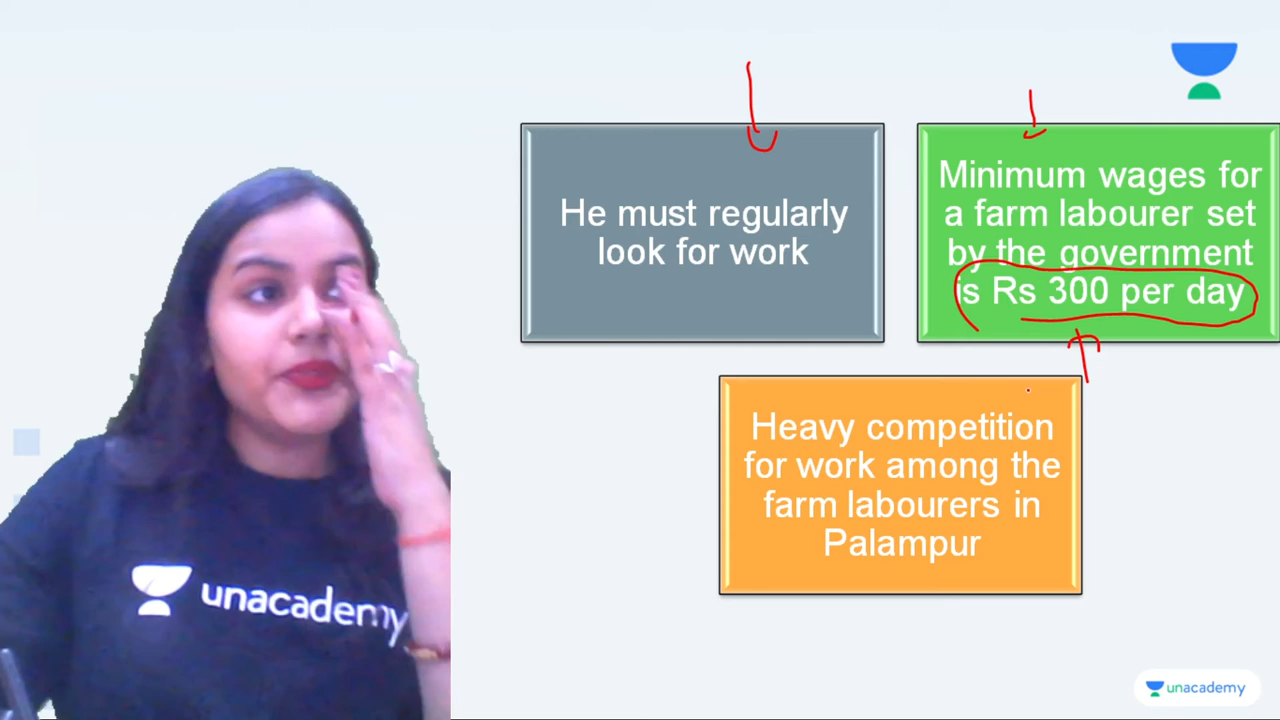 He must regularly
look for work
Minimum wages for
a farm labourer set
by the government
is Rs 300 per day
Heavy competition
for work among the
farm labourers in
Palampur
unacademy
unacademy